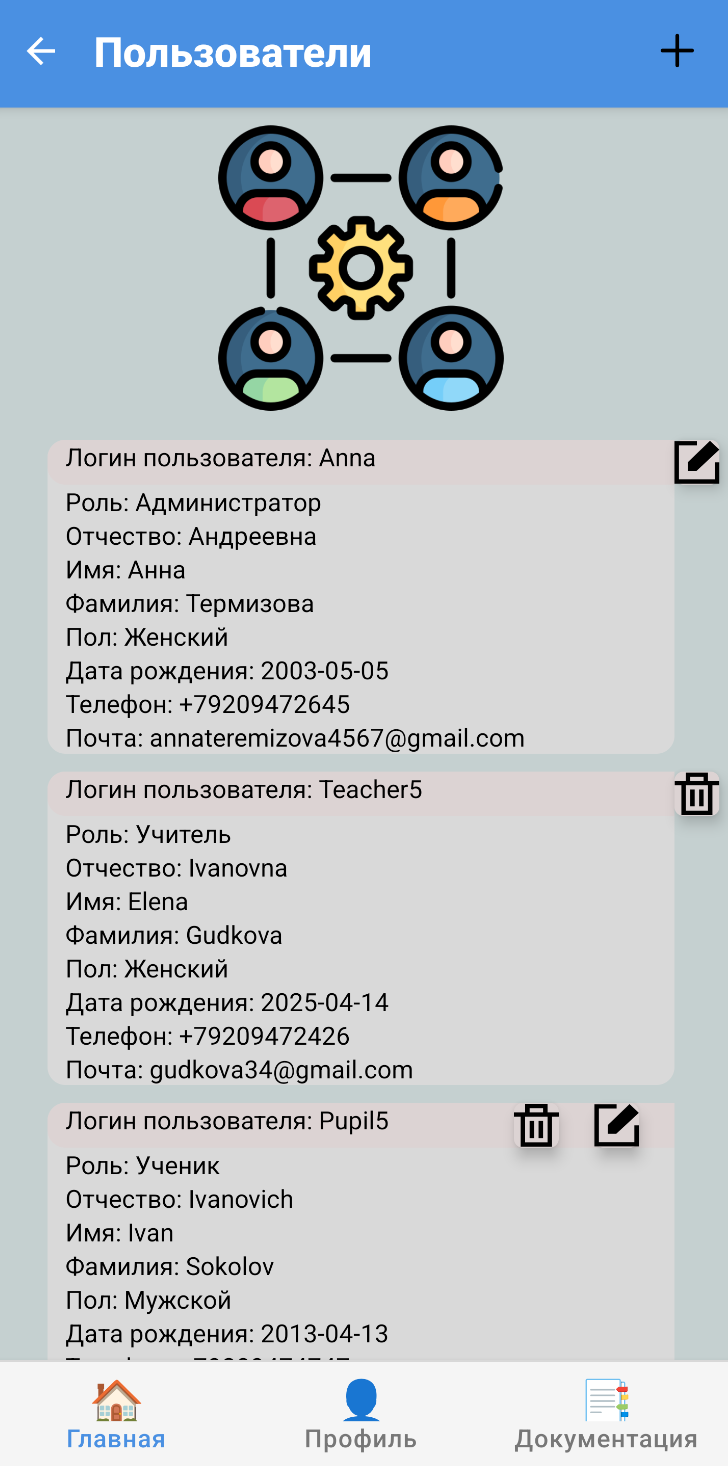 Пользователи
Логин пользователя: Anna
Роль: Администратор
Отчество: Андреевна
Имя: Анна
Фамилия: Термизова
Пол: Женский
Дата рождения: 2003-05-05
Телефон: +79209472645
Почта: annateremizova4567@gmail.com
Логин пользователя: Teacher5
Роль: Учитель
Отчество: Ivanovna
Имя: Elena
Фамилия: Gudkova
Пол: Женский
Дата рождения: 2025-04-14
Телефон: +79209472426
Почта: gudkova34@gmail.com
Логин пользователя: Pupil5
Роль: Ученик
Отчество: Ivanovich
Имя: Ivan
Фамилия: Sokolov
Пол: Мужской
Дата рождения: 2013-04-13
Главная
Профиль
Документация